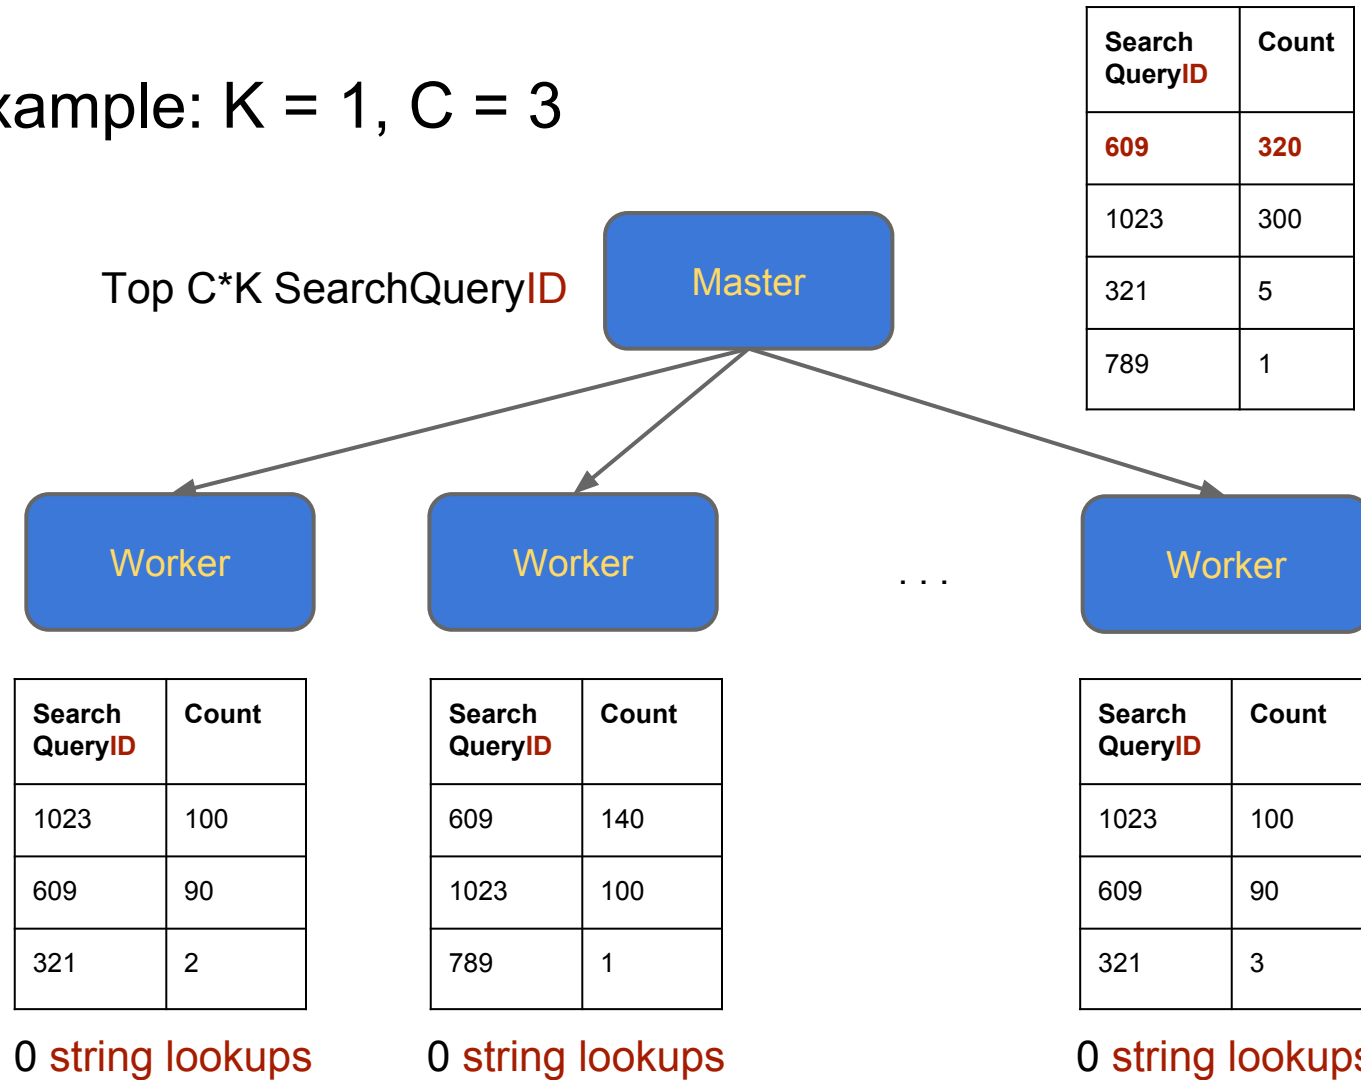 xample: K = 1, C = 3
Search Count
QueryID
609 320
1023 300
321 5
789 1
Top C*K SearchQueryID
Master
Worker
Worker
. . .
Worker
Search Count
QueryID
1023 100
609 90
321 2
0 string lookups
Search Count
QueryID
609 140
1023 100
789 1
0 string lookups
Search Count
QueryID
1023 100
609 90
321 3
0 string lookups